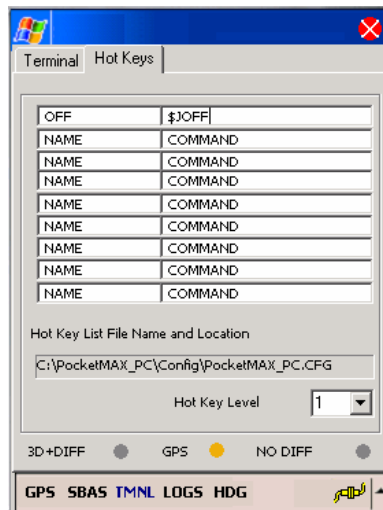 Terminal Hot Keys
OFF $JOFF
NAME COMMAND
NAME COMMAND
NAME COMMAND
NAME COMMAND
NAME COMMAND
NAME COMMAND
NAME COMMAND
NAME COMMAND
Hot Key List File Name and Location
C:\PocketMAX_PC\Config\PocketMAX_PC.CFG
Hot Key Level 1
3D+DIFF GPS NO DIFF
GPS SBAS TMNL LOGS HDG